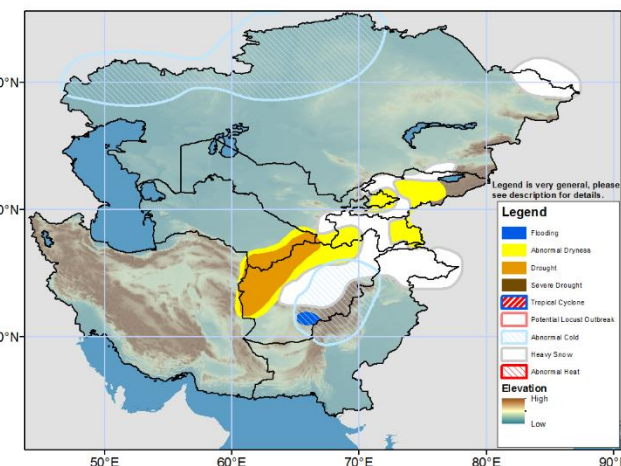 0°N
Legend is very general, please
see description for details.
0°N
Legend
Flooding
Abnormal Dryness
Drought
Severe Drought
Tropical Cyclone
Potential Locust Outbreak
Abnormal Cold
Heavy Snow
Abnormal Heat
0°N
Elevation
High
Low
50°E 60°E 70°E 80°E 90°E